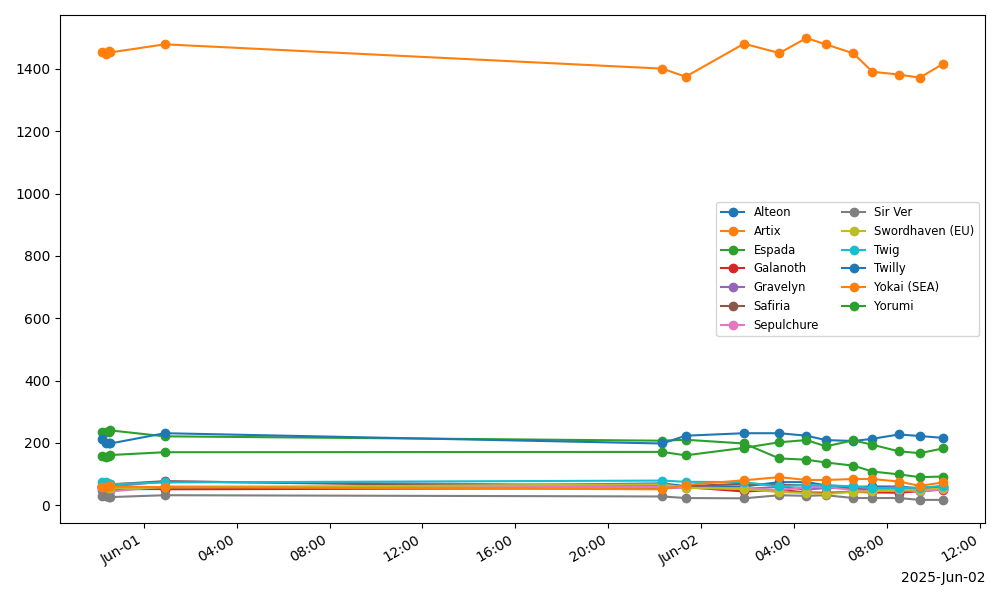 1400
1200
1000
800
600
400
200
0
Alteon
Artix
Espada
Galanoth
Gravelyn
Safiria
Sepulchure
Sir Ver
Swordhaven (EU)
Twig
Twilly
Yokai (SEA)
Yorumi
Jun-01 04:00 08:00 12:00 16:00 20:00 Jun-02 04:00 08:00 12:00
2025-Jun-02